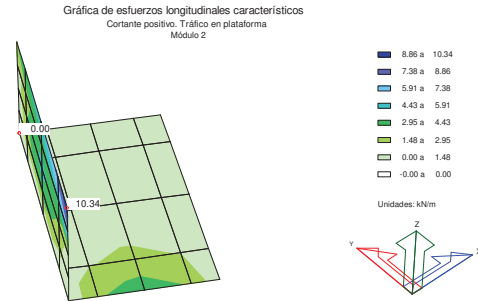 Gráfica de esfuerzos longitudinales característicos
Cortante positivo. Tráfico en plataforma
Módulo 2
8.86 a 10.34
7.38 a 8.86
5.91 a 7.38
4.43 a 5.91
2.95 a 4.43
1.48 a 2.95
0.00 a 1.48
-0.00 a 0.00
0.00
10.34
Unidades: kN/m
Z
Y
X